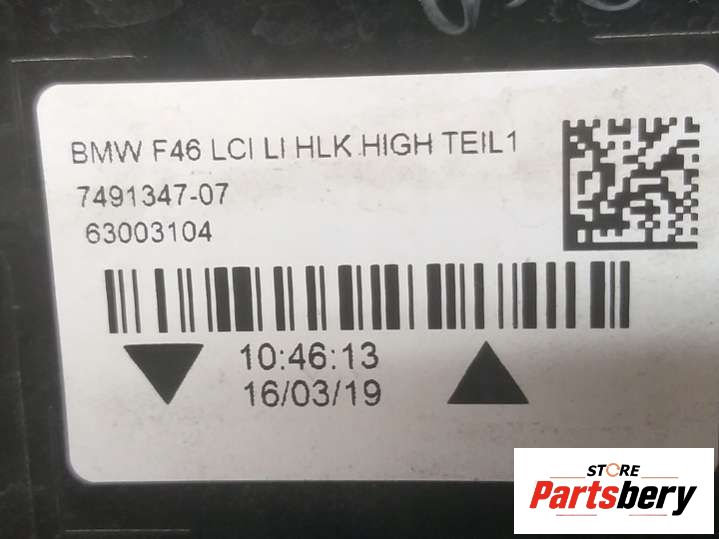 BMW F46 LCI LI HLK HIGH TEIL1
7491347-07
63003104
10:46:13
16/03/19
STORE
Partsbery